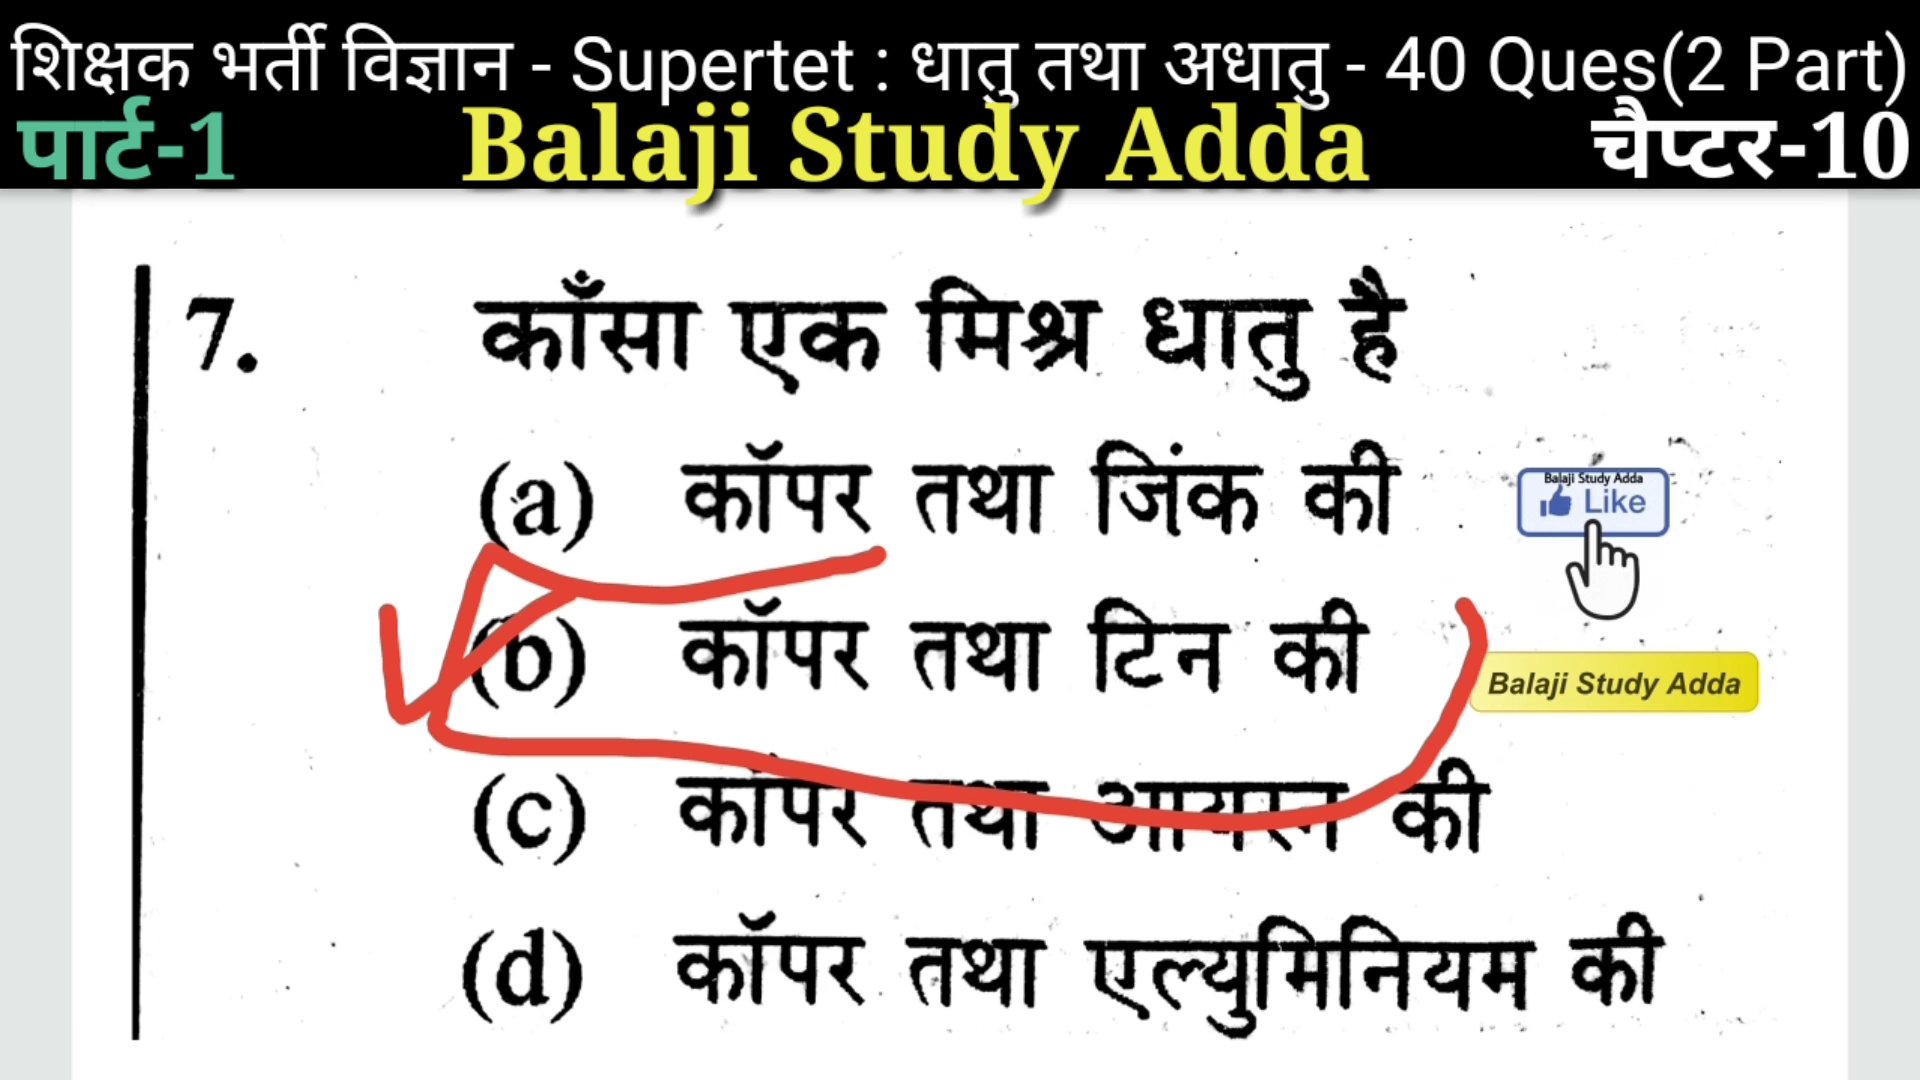 शिक्षक भर्ती विज्ञान - Supertet : धातु तथा अधातु - 40 Ques(2 Part)
पार्ट-1 Balaji Study Adda चैप्टर-10
7. काँसा एक मिश्र धातु है
(a) कॉपर तथा जिंक की
Balaji Study Adda
Like
(b) कॉपर तथा टिन की
Balaji Study Adda
(c) कॉपर तथा आयरन की
(d) कॉपर तथा एल्युमिनियम की